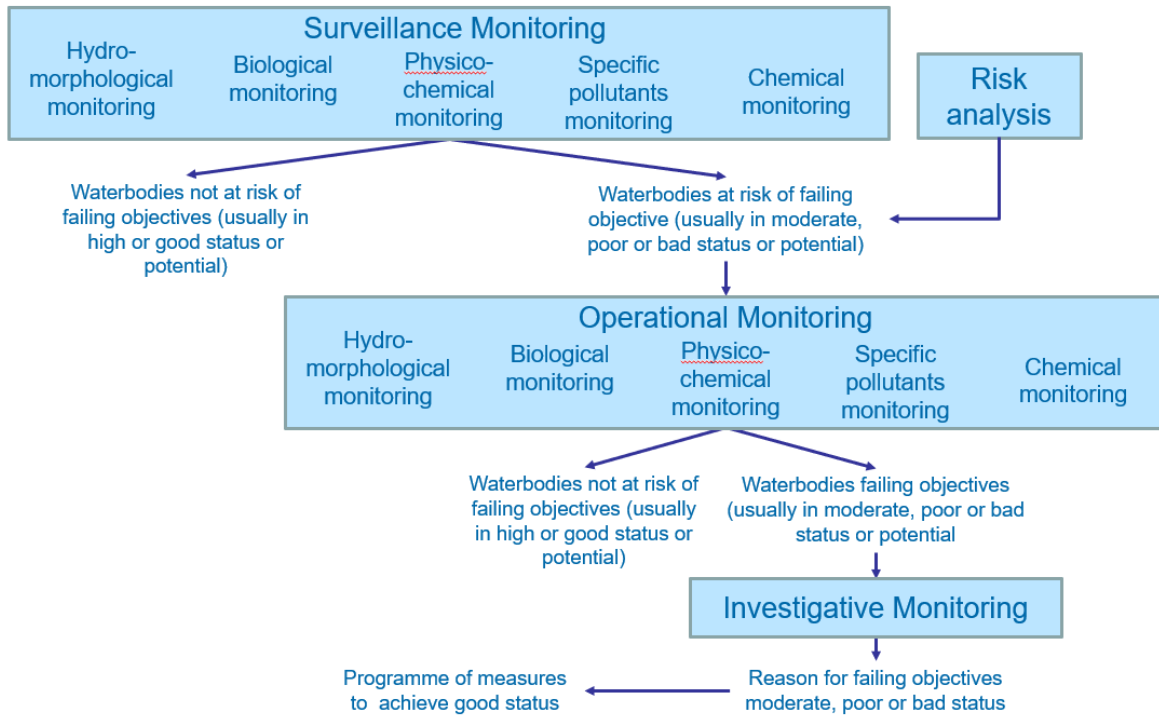 Surveillance Monitoring
Hydro-
morphological
monitoring
Biological
monitoring
Physico-
chemical
monitoring
Specific
pollutants
monitoring
Chemical
monitoring
Risk
analysis
Waterbodies not at risk of
failing objectives (usually in
high or good status or
potential)
Waterbodies at risk of failing
objective (usually in moderate,
poor or bad status or potential)
Operational Monitoring
Hydro-
morphological
monitoring
Biological
monitoring
Physico-
chemical
monitoring
Specific
pollutants
monitoring
Chemical
monitoring
Waterbodies not at risk of
failing objectives (usually
in high or good status or
potential)
Waterbodies failing objectives
(usually in moderate, poor or bad
status or potential
Investigative Monitoring
Reason for failing objectives
moderate, poor or bad status
Programme of measures
to achieve good status